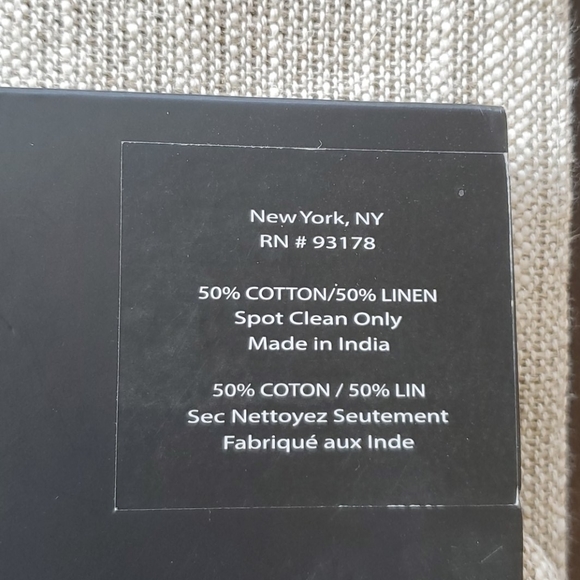 New York, NY
RN # 93178
50% COTTON/50% LINEN
Spot Clean Only
Made in India
50% COTON / 50% LIN
Sec Nettoyez Seutement
Fabriqué aux Inde